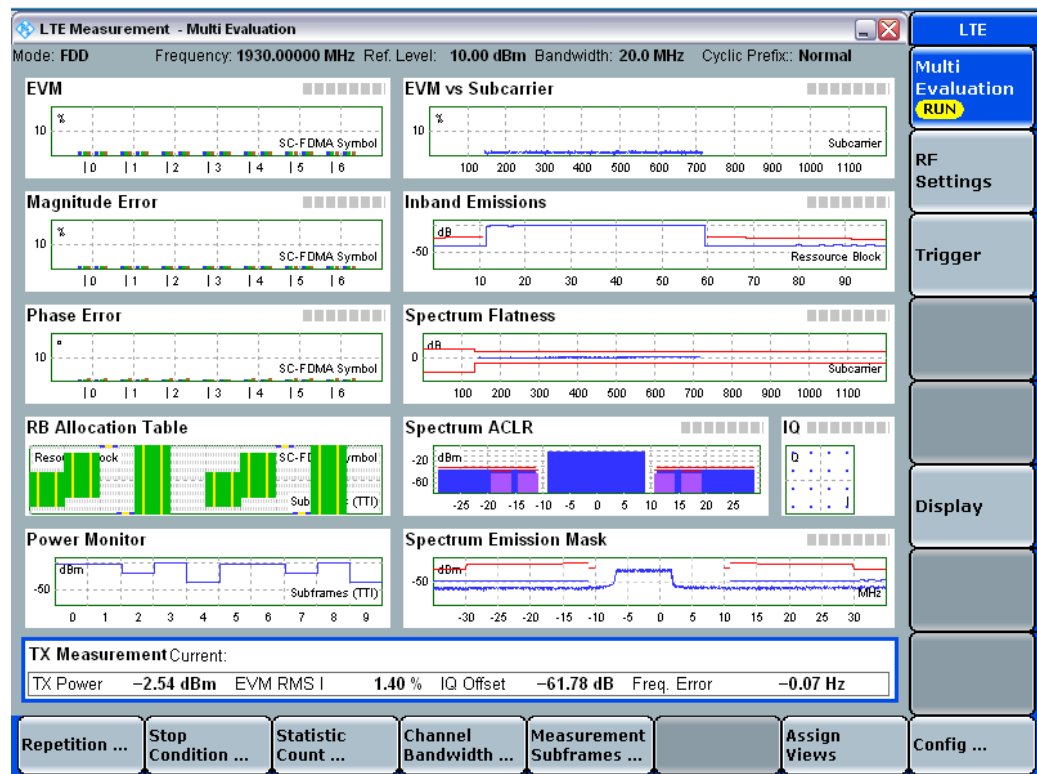 LTE Measurement - Multi Evaluation
LTE
Mode: FDD Frequency: 1930.00000 MHz Ref. Level: 10.00 dBm Bandwidth: 20.0 MHz Cyclic Prefix:: Normal
Multi Evaluation
RUN
RF Settings
Trigger
Display
EVM
%
10
SC-FDMA Symbol
|0 |1 |2 |3 |4 |5 |6
EVM vs Subcarrier
%
10
Subcarrier
100 200 300 400 500 600 700 800 900 1000 1100
Magnitude Error
%
10
SC-FDMA Symbol
|0 |1 |2 |3 |4 |5 |6
Inband Emissions
dB
-50
Ressource Block
10 20 30 40 50 60 70 80 90
Phase Error
°
10
SC-FDMA Symbol
|0 |1 |2 |3 |4 |5 |6
Spectrum Flatness
dB
0
Subcarrier
100 200 300 400 500 600 700 800 900 1000 1100
RB Allocation Table
(TTI)
Spectrum ACLR
dBm
-20
-60
-25 -20 -15 -10 -5 0 5 10 15 20 25
IQ
Q
I
Power Monitor
dBm
-50
Subframes (TTI)
0 1 2 3 4 5 6 7 8 9
Spectrum Emission Mask
dBm
-50
MHz
-30 -25 -20 -15 -10 -5 0 5 10 15 20 25 30
TX Measurement Current:
TX Power −2.54 dBm EVM RMS l 1.40 % IQ Offset −61.78 dB Freq. Error −0.07 Hz
Repetition ...
Stop Condition ...
Statistic Count ...
Channel Bandwidth ...
Measurement Subframes ...
Assign Views
Config ...